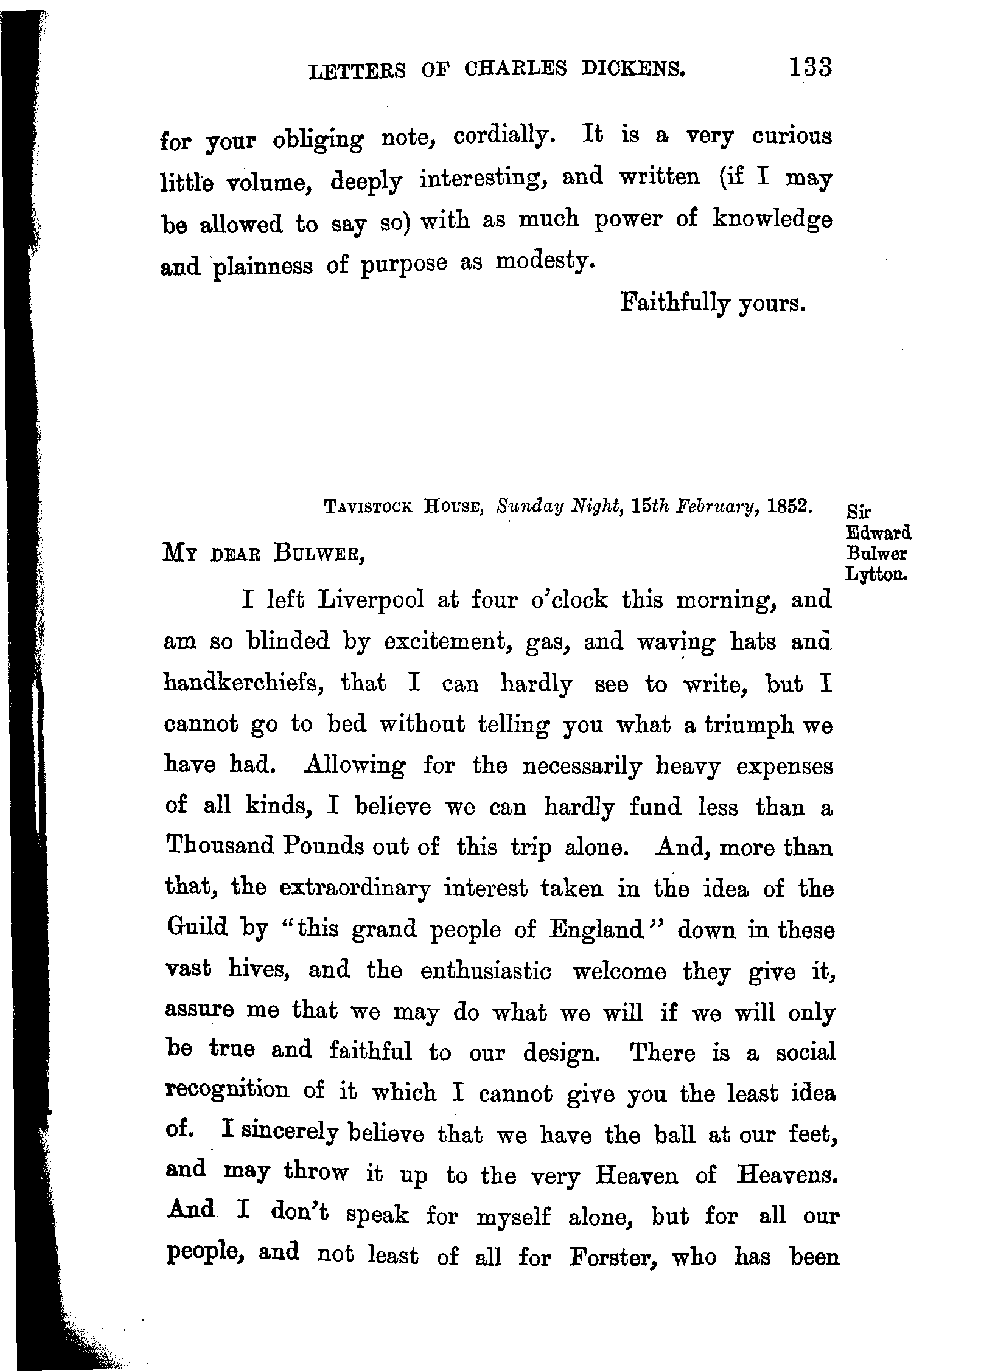 LETTERS OF CHARLES DICKENS. 133
for your obliging note, cordially. It is a very curious
little volume, deeply interesting, and written (if I may
be allowed to say so) with as much power of knowledge
and plainness of purpose as modesty.
Faithfully yours.
TAVISTOCK HOUSE, Sunday Night, 15th February, 1852.
Sir
Edward
Bulwer
Lytton.
MY DEAR BULWER,
I left Liverpool at four o'clock this morning, and
am so blinded by excitement, gas, and waving hats and
handkerchiefs, that I can hardly see to write, but I
cannot go to bed without telling you what a triumph we
have had. Allowing for the necessarily heavy expenses
of all kinds, I believe we can hardly fund less than a
Thousand Pounds out of this trip alone. And, more than
that, the extraordinary interest taken in the idea of the
Guild by "this grand people of England" down in these
vast hives, and the enthusiastic welcome they give it,
assure me that we may do what we will if we will only
be true and faithful to our design. There is a social
recognition of it which I cannot give you the least idea
of. I sincerely believe that we have the ball at our feet,
and may throw it up to the very Heaven of Heavens.
And I don't speak for myself alone, but for all our
people, and not least of all for Forster, who has been